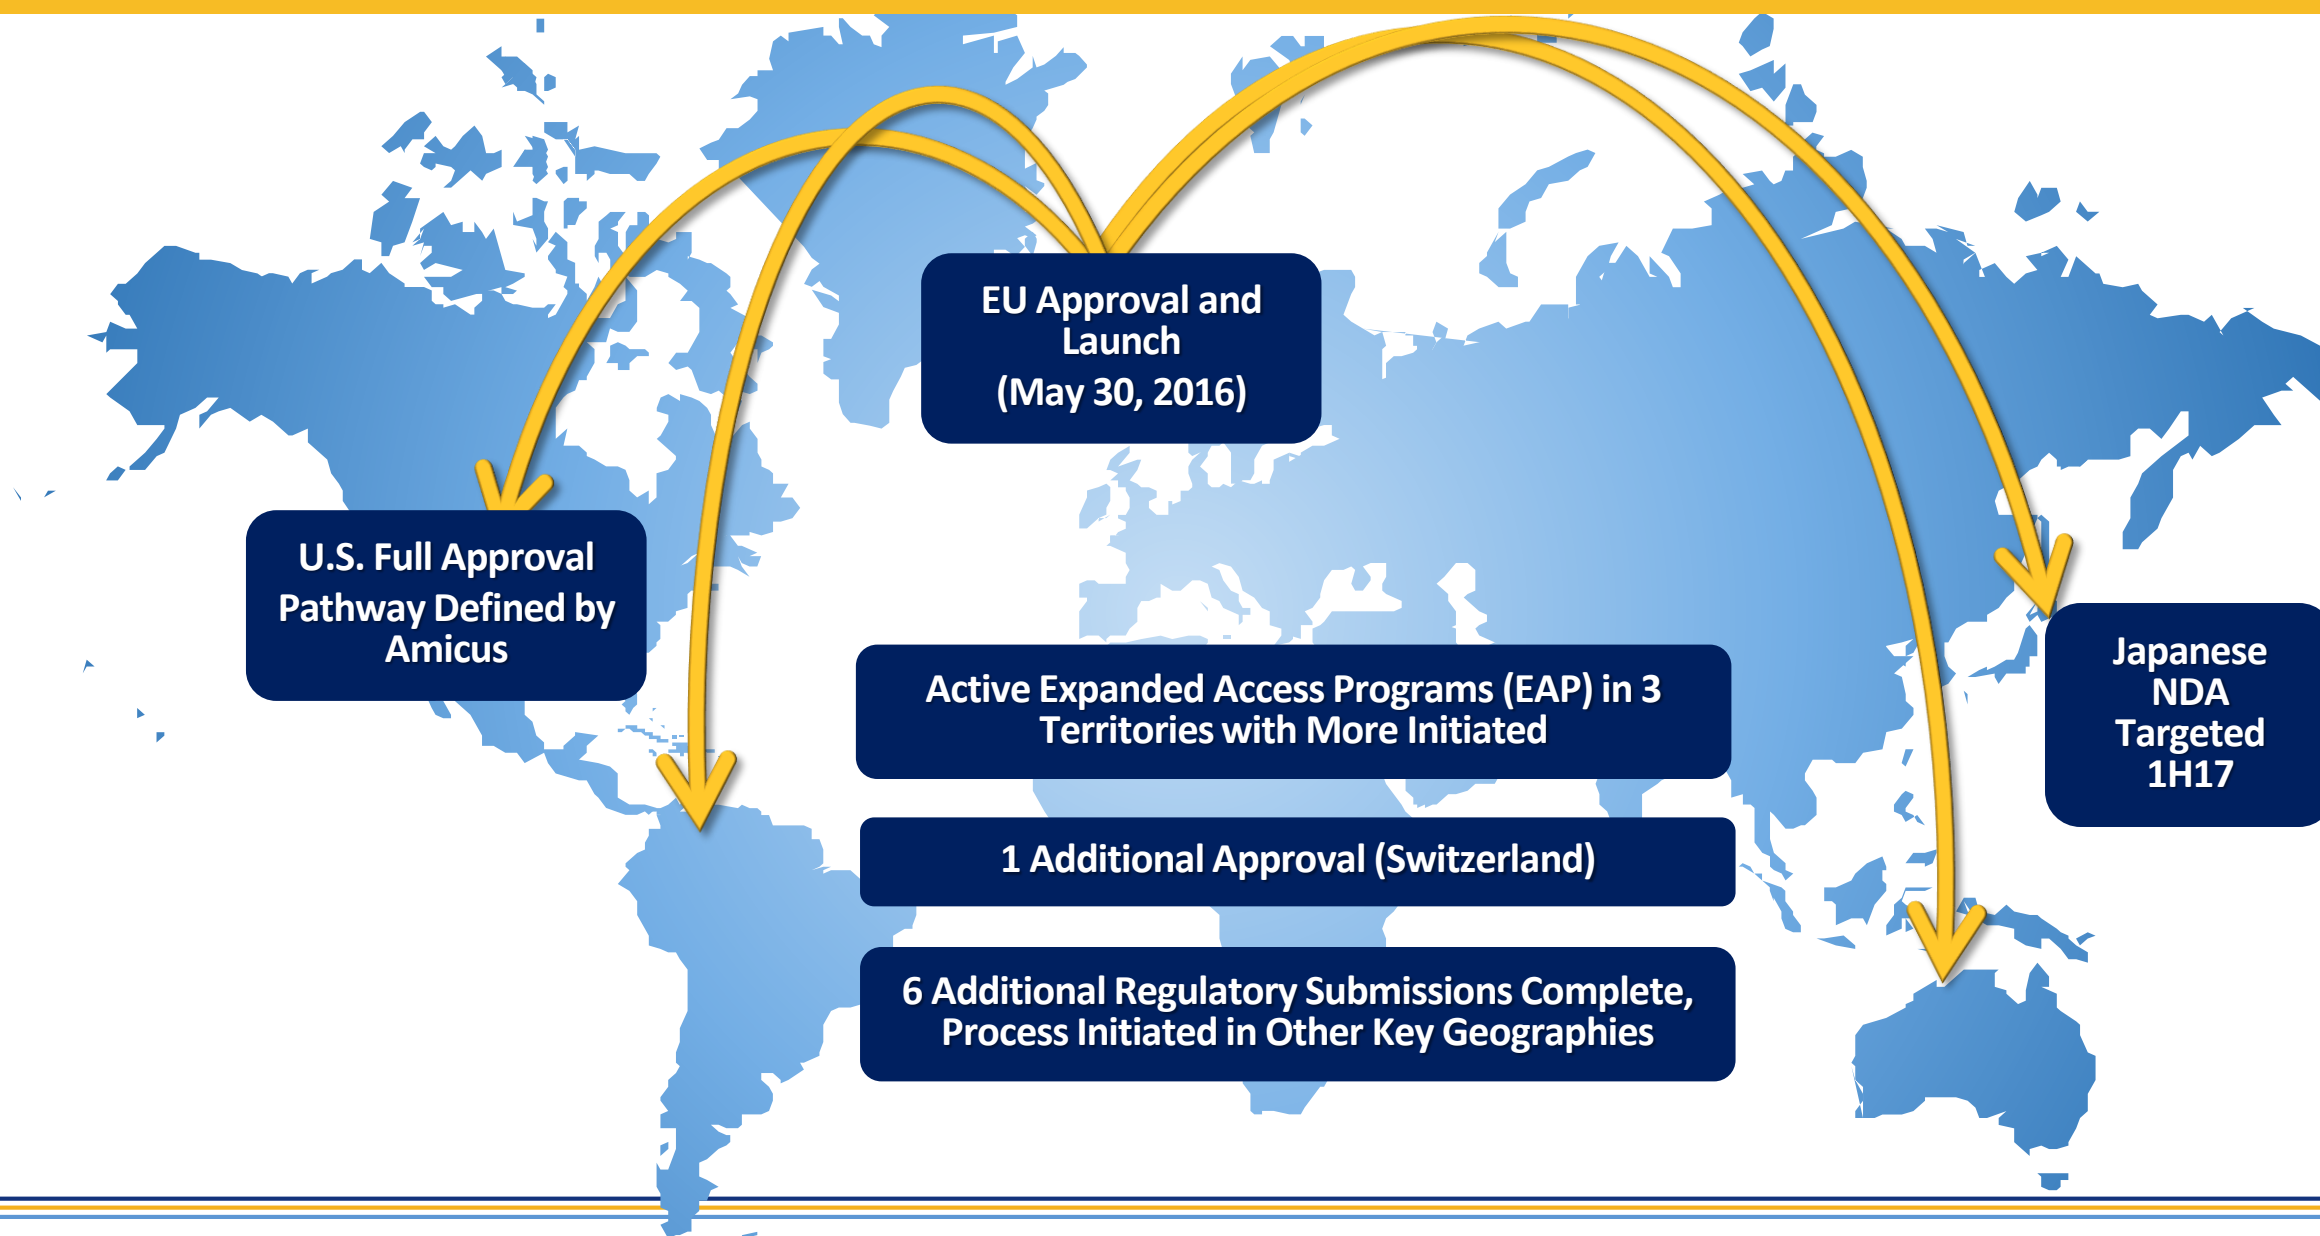 EU Approval and
Launch
(May 30, 2016)
U.S. Full Approval
Pathway Defined by
Amicus
Japanese
NDA
Targeted
1H17
Active Expanded Access Programs (EAP) in 3
Territories with More Initiated
1 Additional Approval (Switzerland)
6 Additional Regulatory Submissions Complete,
Process Initiated in Other Key Geographies